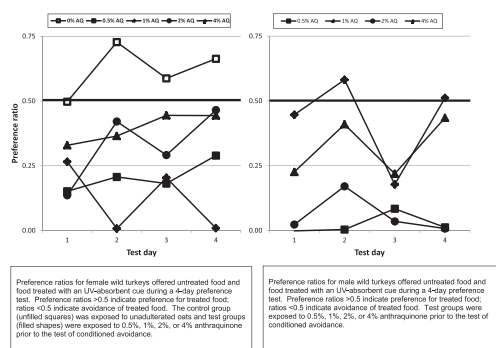 0% AQ 0.5% AQ 1% AQ 2% AQ 4% AQ
0.5% AQ 1% AQ 2% AQ 4% AQ
Preference ratio
0.75
0.50
0.25
0.00
1 2 3 4
Test day
0.75
0.50
0.25
0.00
1 2 3 4
Test day
Preference ratios for female wild turkeys offered untreated food and
food treated with an UV-absorbent cue during a 4-day preference
test. Preference ratios >0.5 indicate preference for treated food;
ratios <0.5 indicate avoidance of treated food. The control group
(unfilled squares) was exposed to unadulterated oats and test groups
(filled shapes) were exposed to 0.5%, 1%, 2%, or 4% anthraquinone
prior to the test of conditioned avoidance.
Preference ratios for male wild turkeys offered untreated food and
food treated with an UV-absorbent cue during a 4-day preference
test. Preference ratios >0.5 indicate preference for treated food;
ratios <0.5 indicate avoidance of treated food. Test groups were
exposed to 0.5%, 1%, 2%, or 4% anthraquinone prior to the test of
conditioned avoidance.